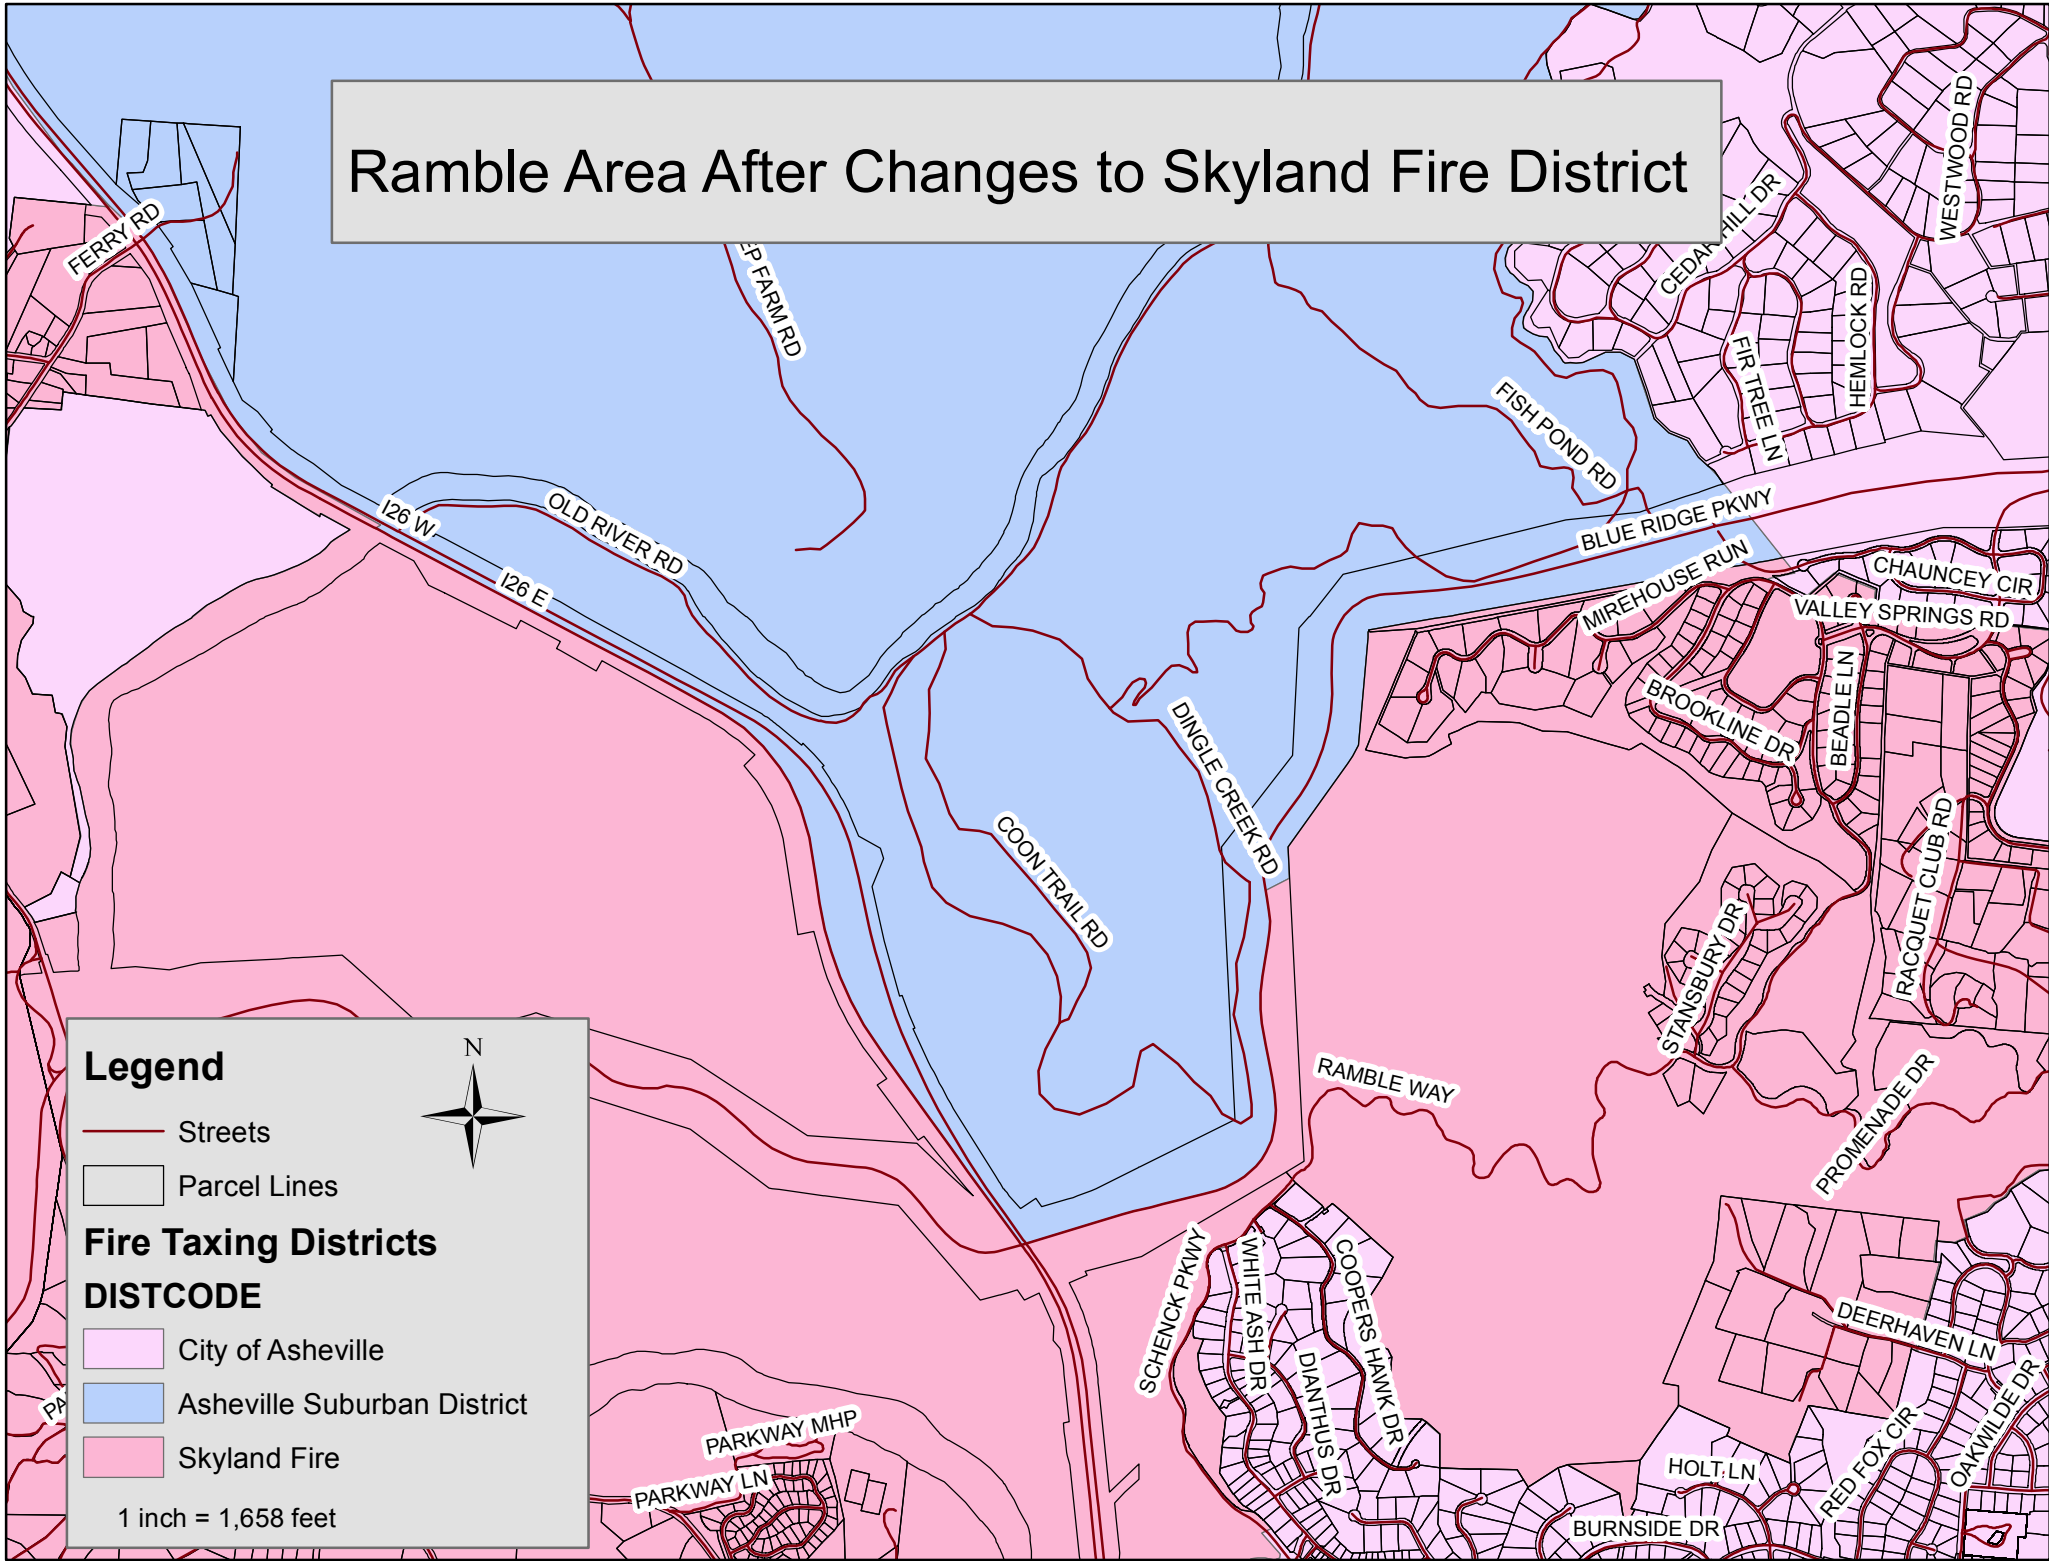 Ramble Area After Changes to Skyland Fire District
WESTWOOD RD
CEDAR HILL DR
FERRY RD
EP FARM RD
HEMLOCK RD
FIR TREE LN
FISH POND RD
I26 W
OLD RIVER RD
BLUE RIDGE PKWY
I26 E
MIREHOUSE RUN
CHAUNCEY CIR
VALLEY SPRINGS RD
BEADLE LN
BROOKLINE DR
DINGLE CREEK RD
COON TRAIL RD
RACQUET CLUB RD
STANSBURY DR
RAMBLE WAY
PROMENADE DR
SCHENCK PKWY
WHITE ASH DR
COOPERS HAWK DR
DIANTHUS DR
DEERHAVEN LN
OAKWILDE DR
RED FOX CIR
HOLT LN
BURNSIDE DR
PARKWAY MHP
PARKWAY LN
PA
Legend
N
Streets
Parcel Lines
Fire Taxing Districts
DISTCODE
City of Asheville
Asheville Suburban District
Skyland Fire
1 inch = 1,658 feet